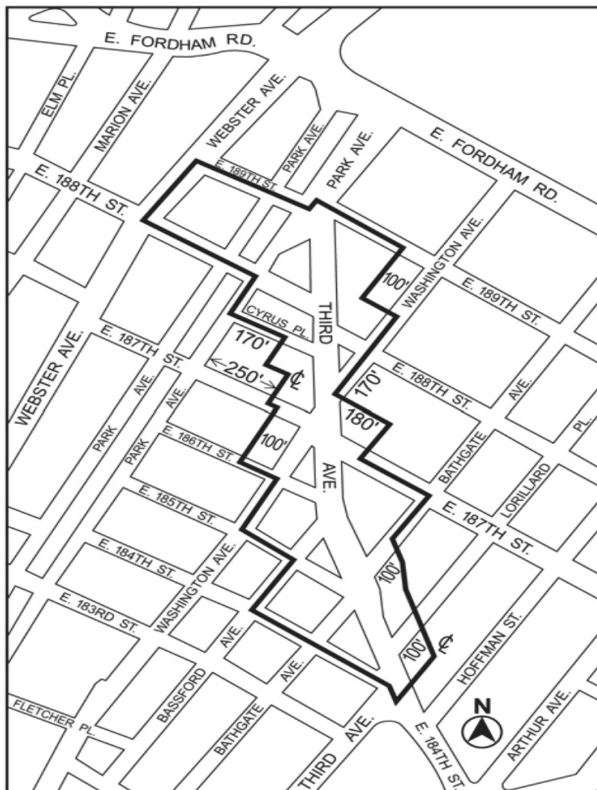 E. FORDHAM RD.
ELM PL.
MARION AVE.
WEBSTER AVE.
PARK AVE.
PARK AVE.
E. FORDHAM RD.
E. 188TH ST.
E. 189TH ST.
WASHINGTON AVE.
100'
E. 189TH ST.
THIRD
CYRUS PL.
E. 187TH ST.
170'
250'
℄
170'
180'
E. 188TH ST.
AVE.
PL.
WEBSTER AVE.
PARK AVE.
PARK AVE.
E. 186TH ST.
100'
BATHGATE
LORILLARD
AVE.
E. 187TH ST.
E. 185TH ST.
E. 184TH ST.
WASHINGTON AVE.
100'
E. 183RD ST.
100'
℄
HOFFMAN ST.
AVE.
AVE.
BASSFORD
BATHGATE
FLETCHER PL.
THIRD AVE.
E. 184TH ST.
N
ARTHUR AVE.